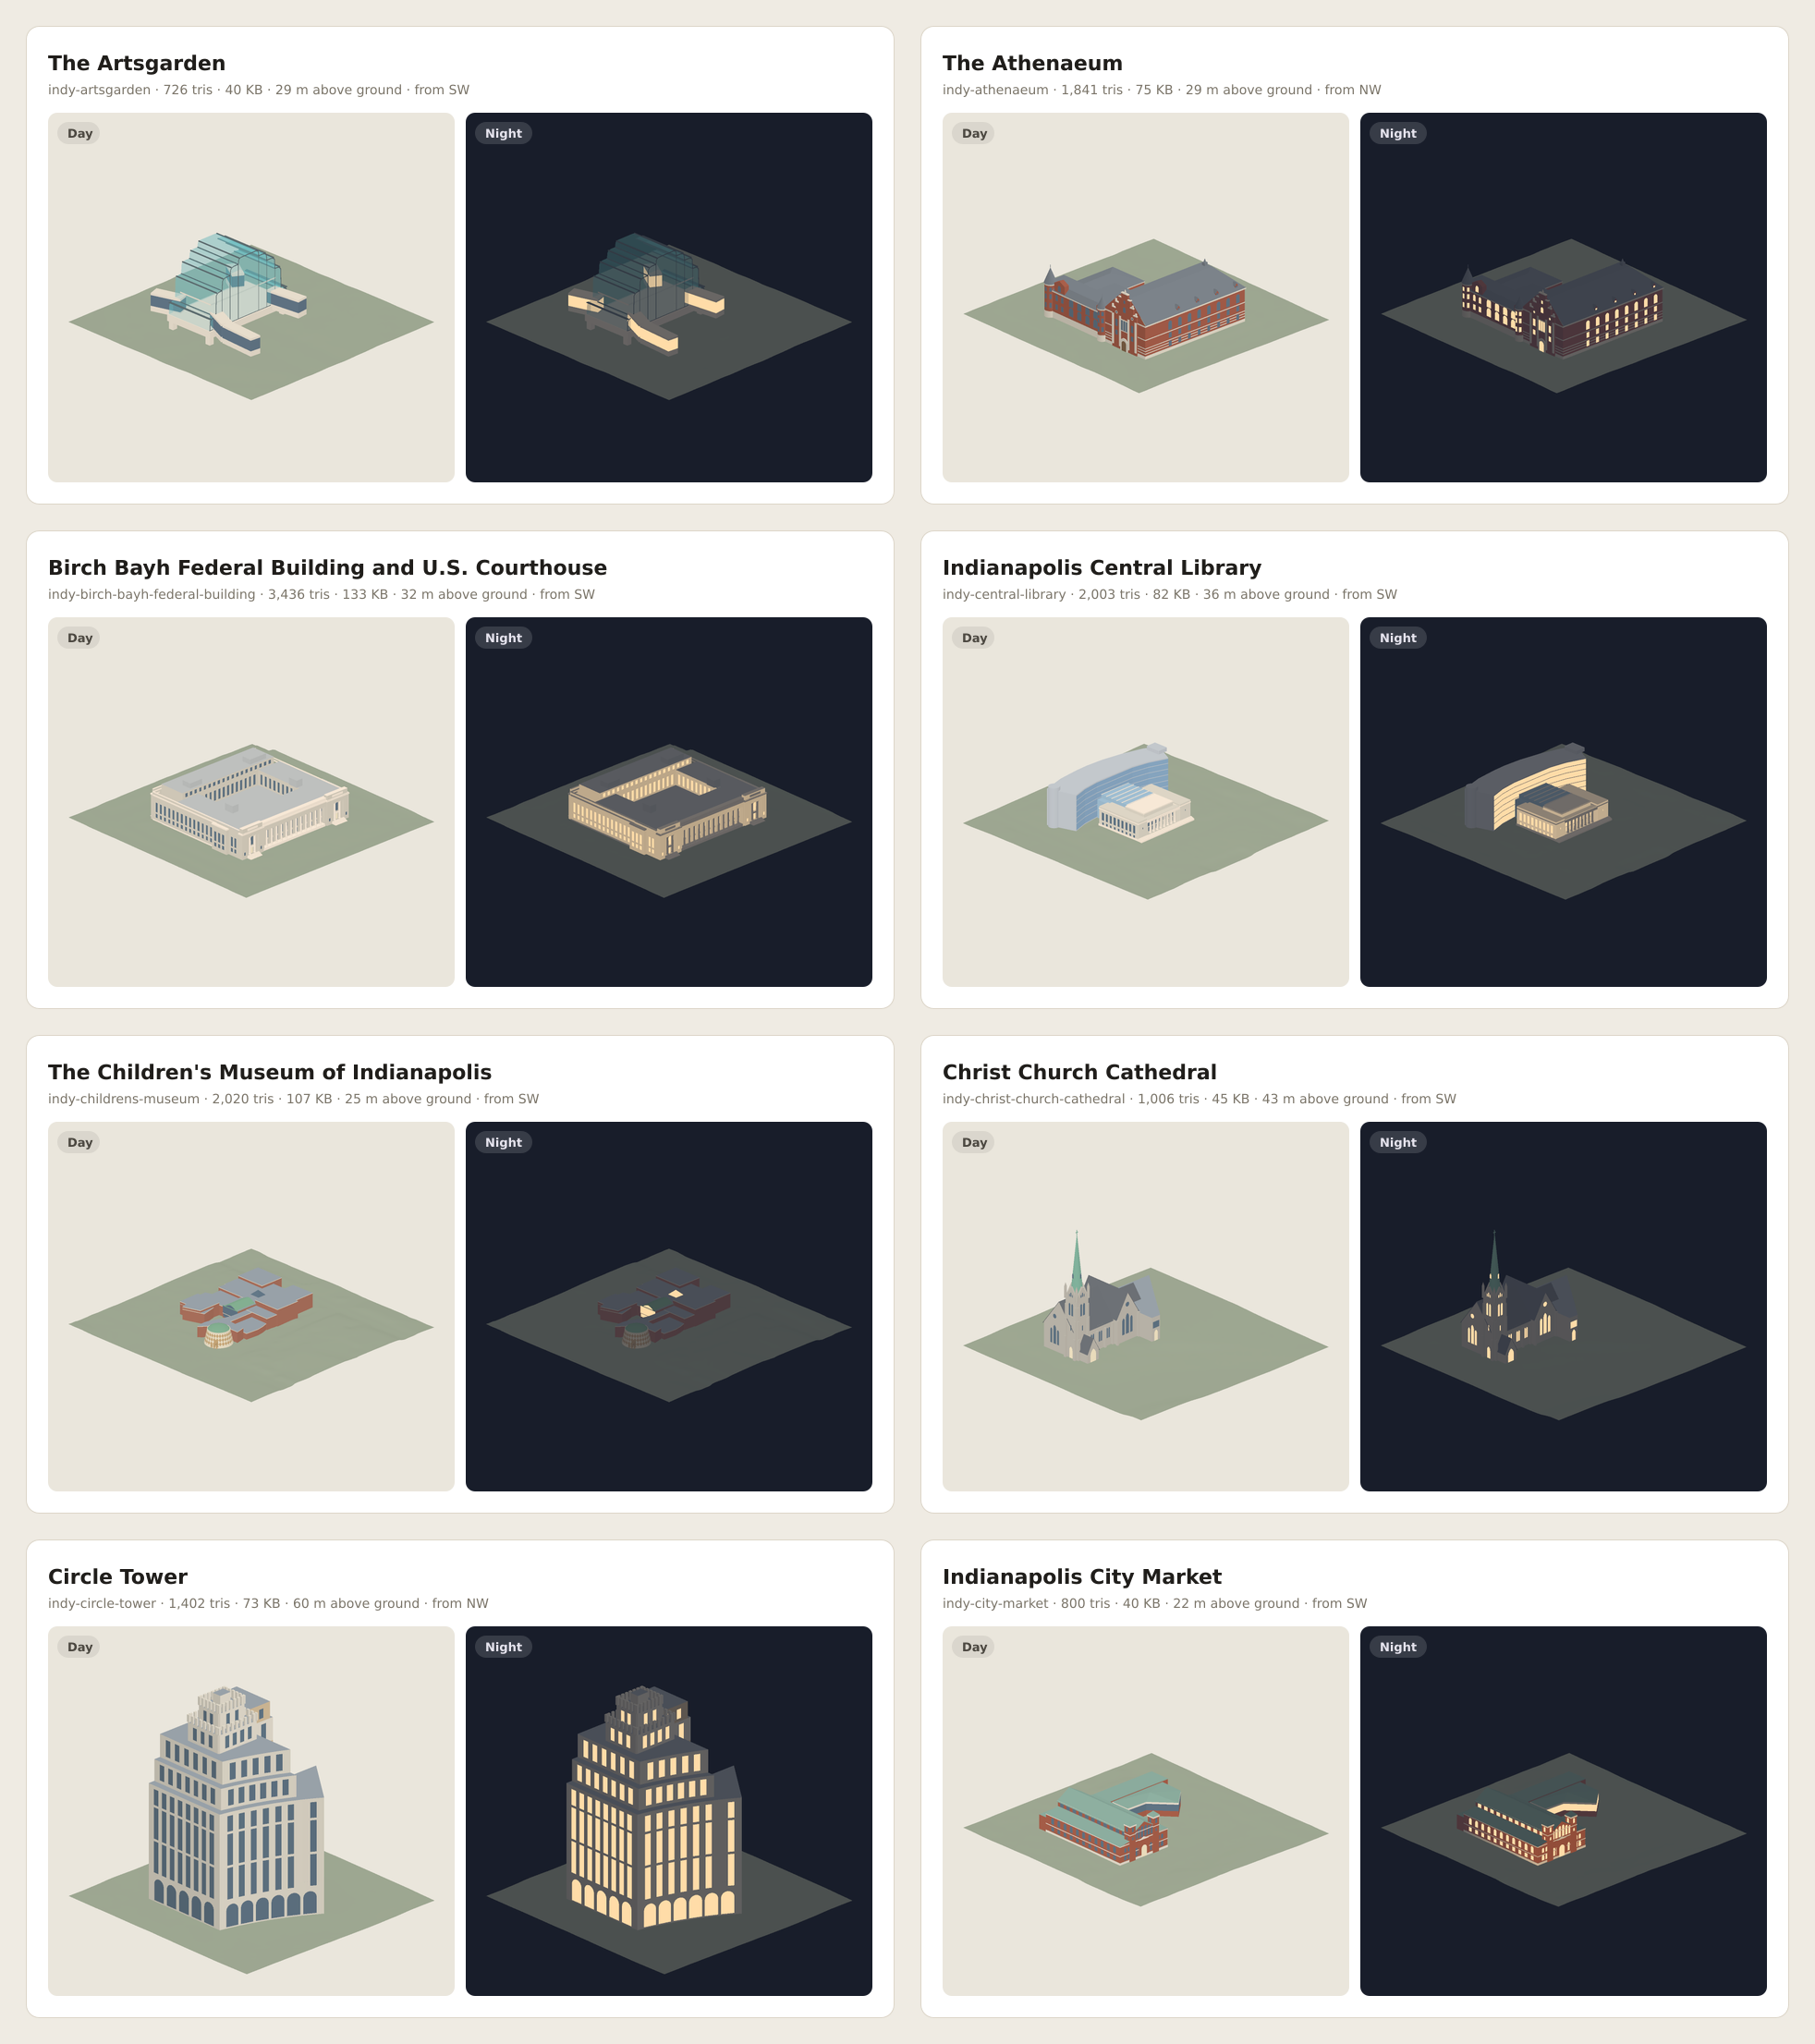 The Artsgarden
indy-artsgarden · 726 tris · 40 KB · 29 m above ground · from SW
Day
Night
The Athenaeum
indy-athenaeum · 1,841 tris · 75 KB · 29 m above ground · from NW
Day
Night
Birch Bayh Federal Building and U.S. Courthouse
indy-birch-bayh-federal-building · 3,436 tris · 133 KB · 32 m above ground · from SW
Day
Night
Indianapolis Central Library
indy-central-library · 2,003 tris · 82 KB · 36 m above ground · from SW
Day
Night
The Children's Museum of Indianapolis
indy-childrens-museum · 2,020 tris · 107 KB · 25 m above ground · from SW
Day
Night
Christ Church Cathedral
indy-christ-church-cathedral · 1,006 tris · 45 KB · 43 m above ground · from SW
Day
Night
Circle Tower
indy-circle-tower · 1,402 tris · 73 KB · 60 m above ground · from NW
Day
Night
Indianapolis City Market
indy-city-market · 800 tris · 40 KB · 22 m above ground · from SW
Day
Night